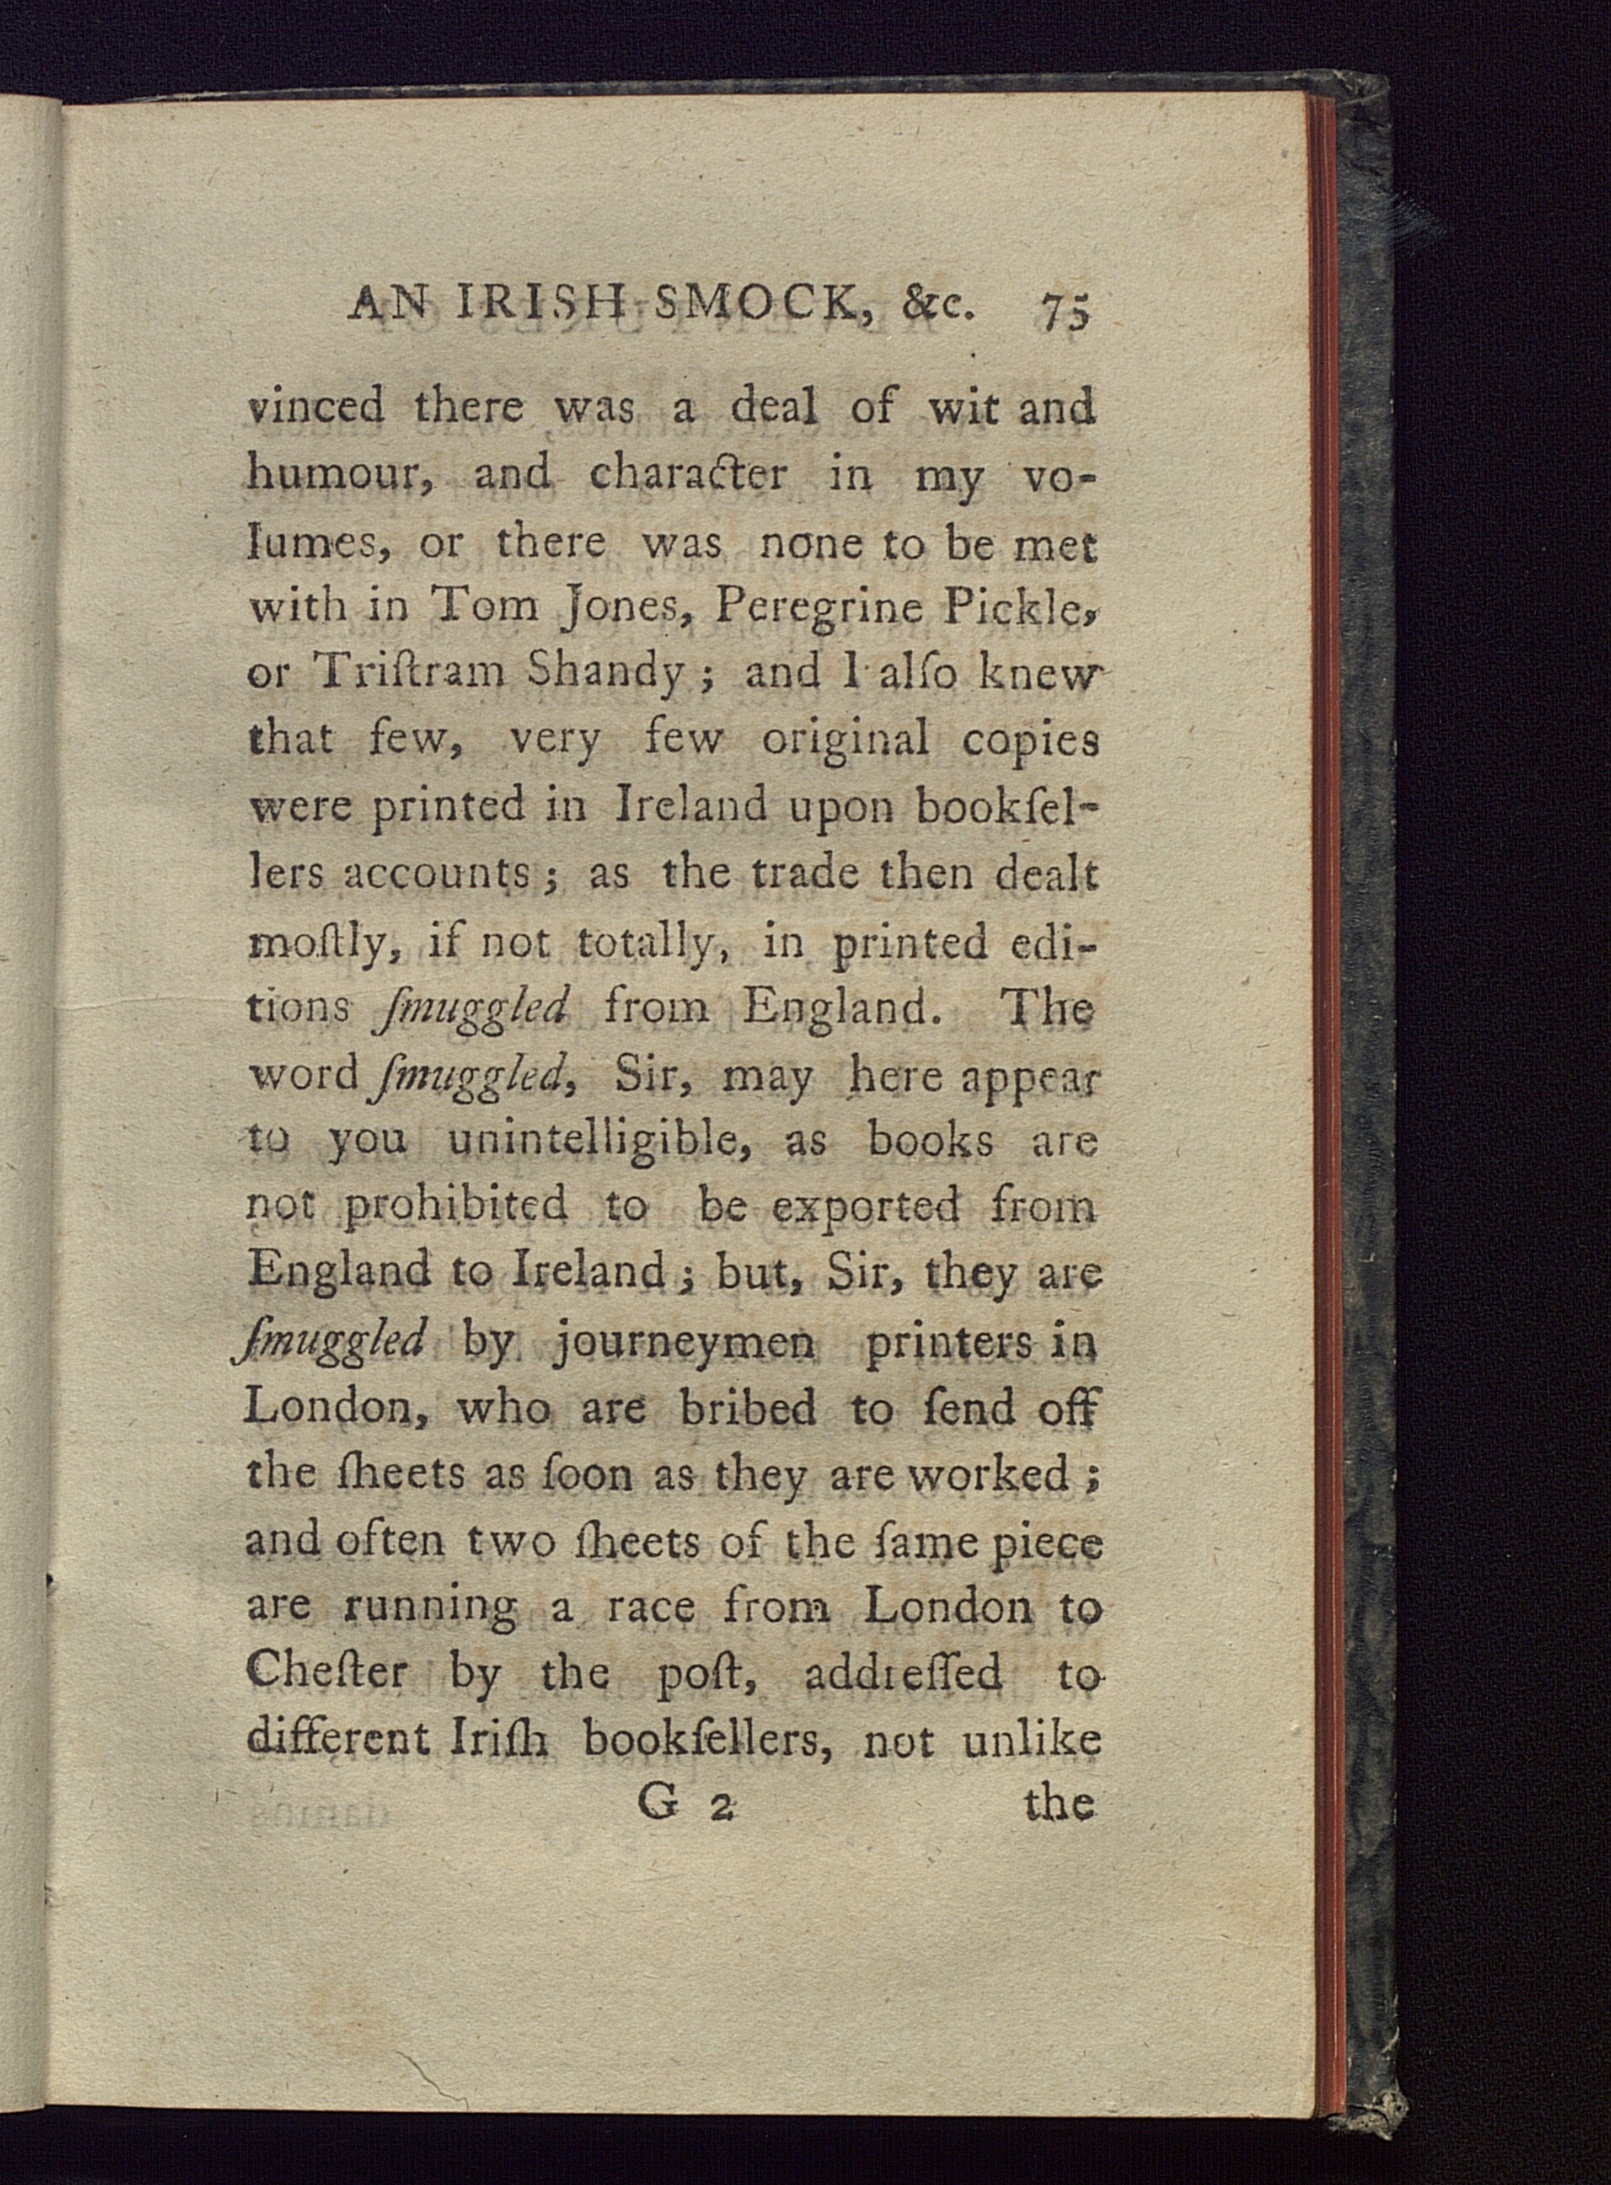 AN IRISH SMOCK, &c. 75
vinced there was a deal of wit and
humour, and character in my vo-
lumes, or there was none to be met
with in Tom Jones, Peregrine Pickle,
or Triſtram Shandy; and I alſo knew
that few, very few original copies
were printed in Ireland upon bookſel-
lers accounts; as the trade then dealt
moſtly, if not totally, in printed edi-
tions ſmuggled from England. The
word ſmuggled, Sir, may here appear
to you unintelligible, as books are
not prohibited to be exported from
England to Ireland; but, Sir, they are
ſmuggled by journeymen printers in
London, who are bribed to ſend off
the ſheets as ſoon as they are worked;
and often two ſheets of the ſame piece
are running a race from London to
Cheſter by the poſt, addreſſed to
different Iriſh bookſellers, not unlike
G 2 the